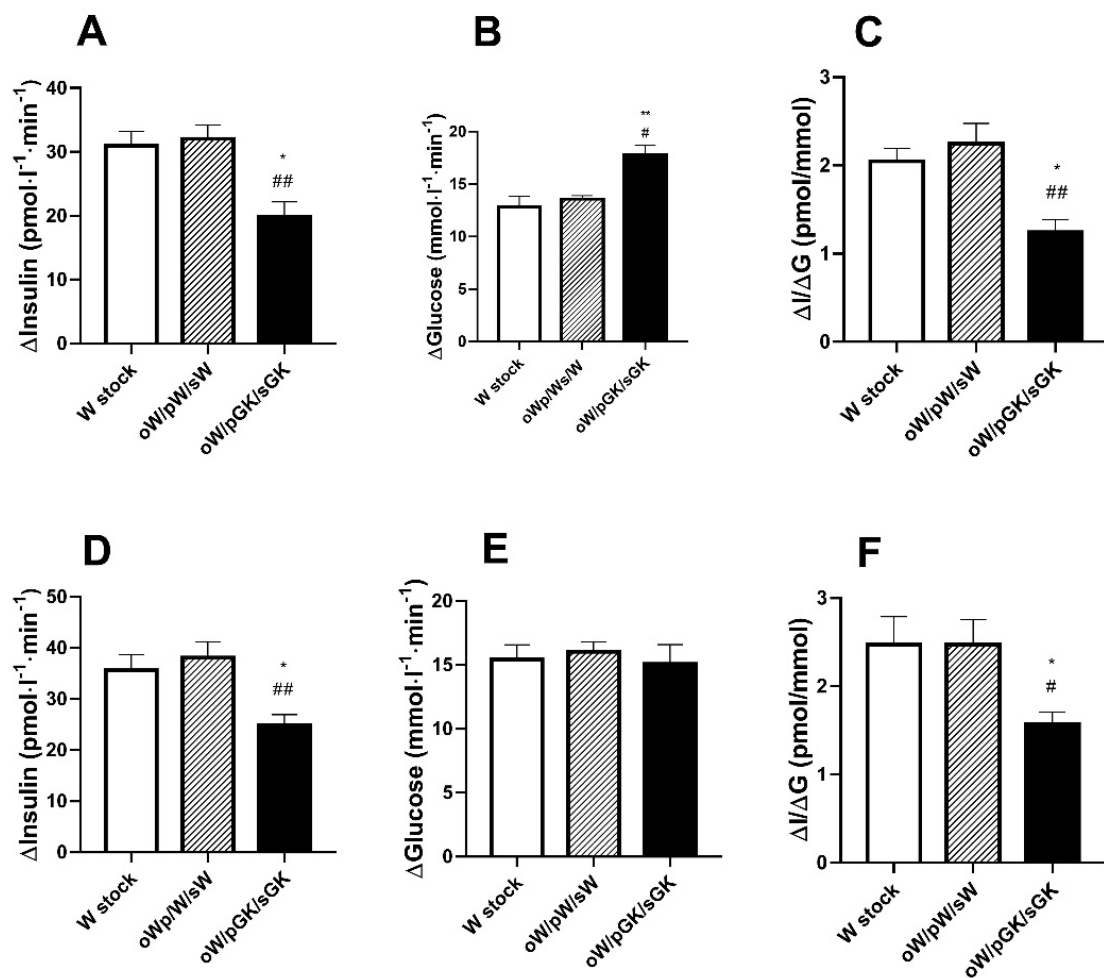 A
ΔInsulin (pmol·l⁻¹·min⁻¹)
40
30
20
10
0
*
##
W stock
oW/pW/sW
oW/pGK/sGK
B
ΔGlucose (mmol·l⁻¹·min⁻¹)
20
15
10
5
0
**
#
W stock
oWp/Ws/W
oW/pGK/sGK
C
ΔI/ΔG (pmol/mmol)
3
2
1
0
*
##
W stock
oW/pW/sW
oW/pGK/sGK
D
ΔInsulin (pmol·l⁻¹·min⁻¹)
50
40
30
20
10
0
*
##
W stock
oWp/W/sW
oW/pGK/sGK
E
ΔGlucose (mmol·l⁻¹·min⁻¹)
20
15
10
5
0
W stock
oW/pW/sW
oW/pGK/sGK
F
ΔI/ΔG (pmol/mmol)
3
2
1
0
*
#
W stock
oW/pW/sW
oW/pGK/sGK